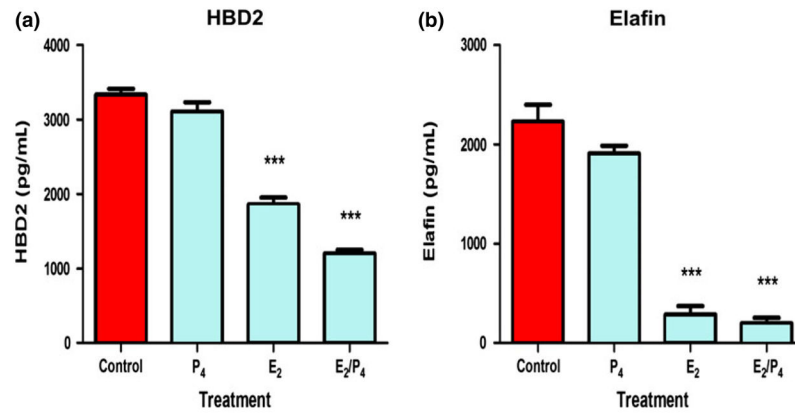 (a)
HBD2
HBD2 (pg/mL)
4000
3000
2000
1000
0
***
***
Control
P₄
E₂
E₂/P₄
Treatment
(b)
Elafin
Elafin (pg/mL)
3000
2000
1000
0
***
***
Control
P₄
E₂
E₂/P₄
Treatment